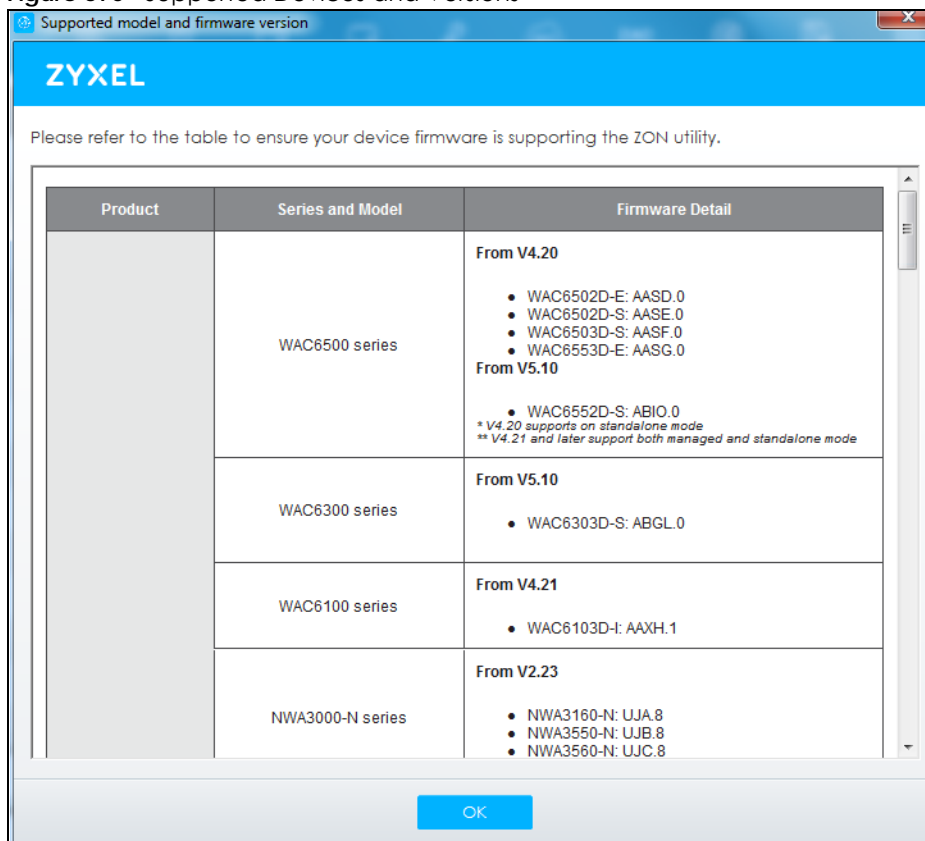 Supported model and firmware version
X
ZYXEL
Please refer to the table to ensure your device firmware is supporting the ZON utility.
Product Series and Model Firmware Detail
WAC6500 series
From V4.20
• WAC6502D-E: AASD.0
• WAC6502D-S: AASE.0
• WAC6503D-S: AASF.0
• WAC6553D-E: AASG.0
From V5.10
• WAC6552D-S: ABIO.0
* V4.20 supports on standalone mode
** V4.21 and later support both managed and standalone mode
WAC6300 series
From V5.10
• WAC6303D-S: ABGL.0
WAC6100 series
From V4.21
• WAC6103D-I: AAXH.1
NWA3000-N series
From V2.23
• NWA3160-N: UJA.8
• NWA3550-N: UJB.8
• NWA3560-N: UJC.8
OK